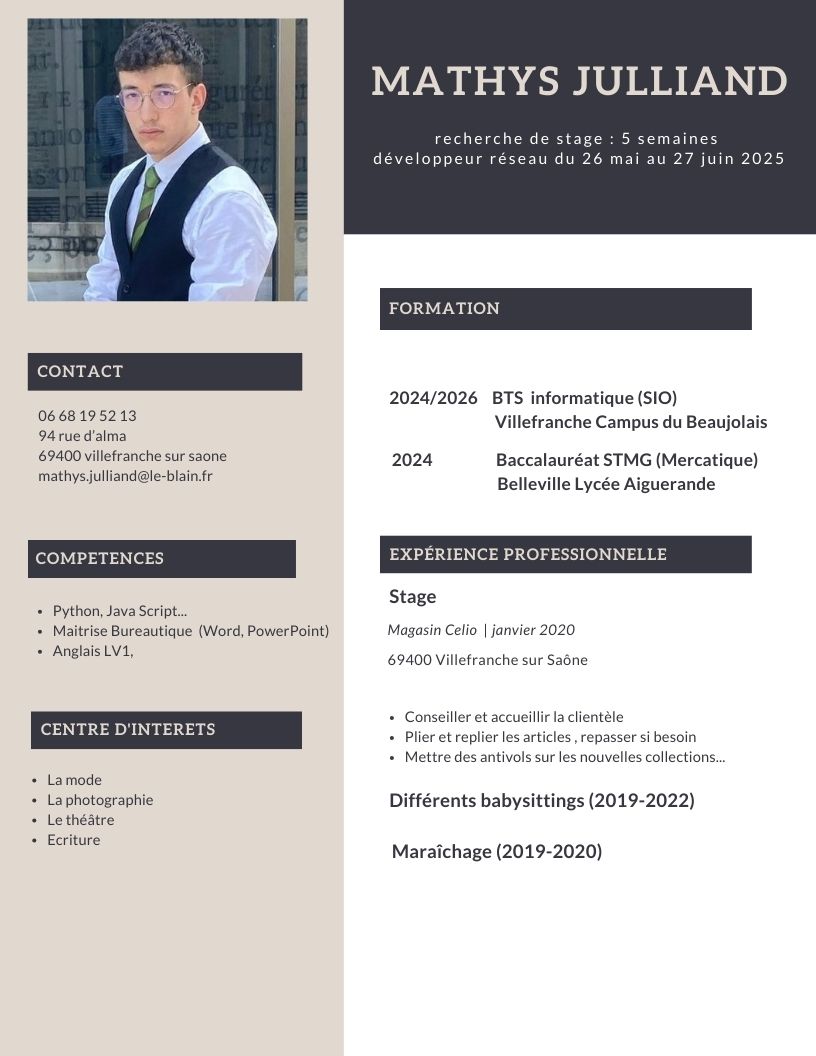 MATHYS JULLIAND
recherche de stage : 5 semaines
développeur réseau du 26 mai au 27 juin 2025
CONTACT
06 68 19 52 13
94 rue d'alma
69400 villefranche sur saone
mathys.julliand@le-blain.fr
COMPETENCES
• Python, Java Script...
• Maitrise Bureautique (Word, PowerPoint)
• Anglais LV1,
CENTRE D'INTERETS
• La mode
• La photographie
• Le théâtre
• Ecriture
FORMATION
2024/2026 BTS informatique (SIO)
Villefranche Campus du Beaujolais
2024 Baccalauréat STMG (Mercatique)
Belleville Lycée Aiguerande
EXPÉRIENCE PROFESSIONNELLE
Stage
Magasin Celio | janvier 2020
69400 Villefranche sur Saône
• Conseiller et accueillir la clientèle
• Plier et replier les articles , repasser si besoin
• Mettre des antivols sur les nouvelles collections...
Différents babysittings (2019-2022)
Maraîchage (2019-2020)